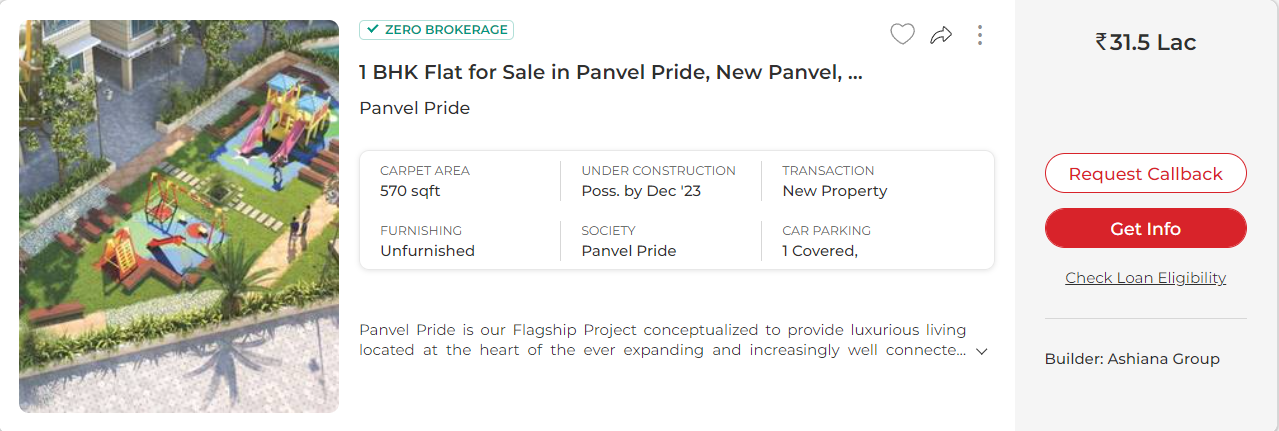 ZERO BROKERAGE
1 BHK Flat for Sale in Panvel Pride, New Panvel, ...
Panvel Pride
CARPET AREA
570 sqft
UNDER CONSTRUCTION
Poss. by Dec '23
TRANSACTION
New Property
FURNISHING
Unfurnished
SOCIETY
Panvel Pride
CAR PARKING
1 Covered,
Panvel Pride is our Flagship Project conceptualized to provide luxurious living
located at the heart of the ever expanding and increasingly well connecte...
₹31.5 Lac
Request Callback
Get Info
Check Loan Eligibility
Builder: Ashiana Group